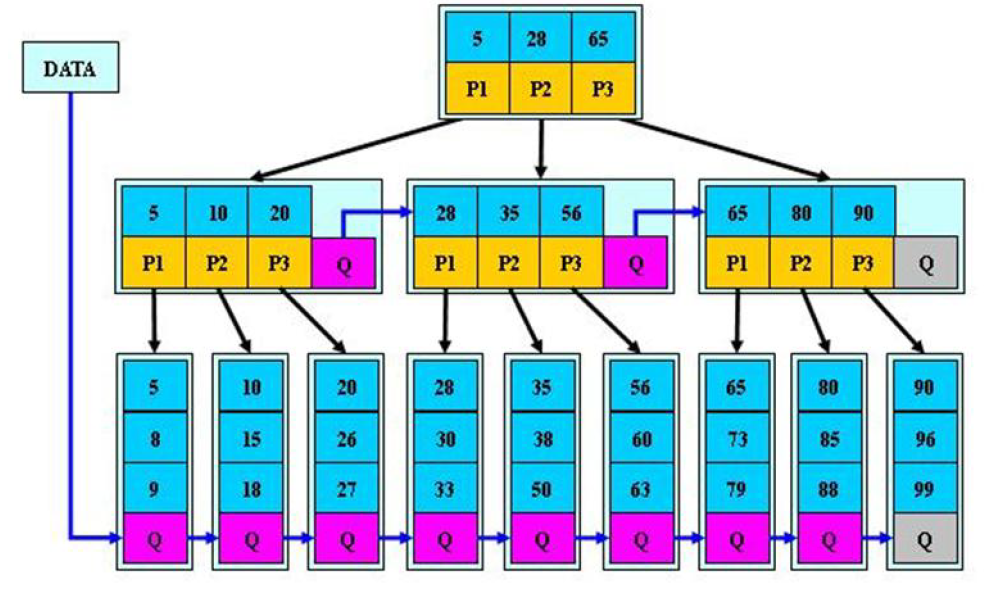 5 28 65
DATA
P1 P2 P3
5 10 20
28 35 56
65 80 90
P1 P2 P3 Q
P1 P2 P3 Q
P1 P2 P3 Q
5 10 20 28 35 56 65 80 90
8 15 26 30 38 60 73 85 96
9 18 27 33 50 63 79 88 99
Q Q Q Q Q Q Q Q Q